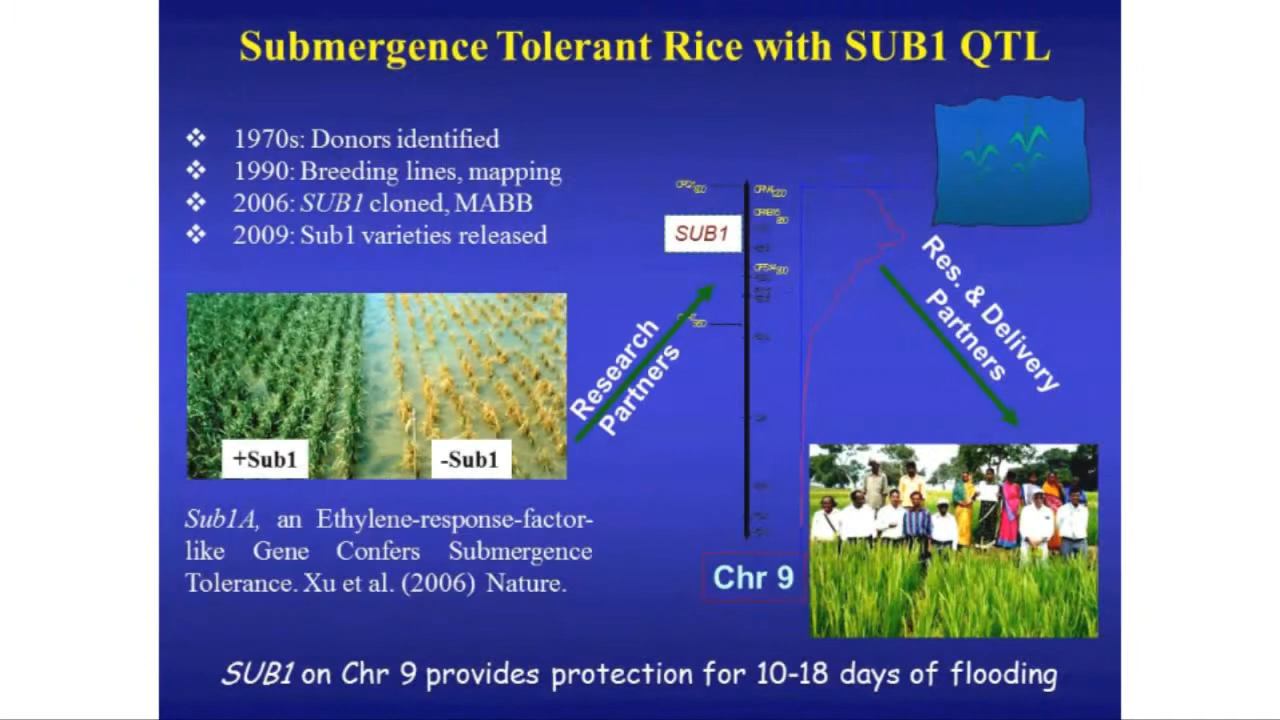 Submergence Tolerant Rice with SUB1 QTL
❖ 1970s: Donors identified
❖ 1990: Breeding lines, mapping
❖ 2006: SUB1 cloned, MABB
❖ 2009: Sub1 varieties released
SUB1
Research
Partners
Res. & Delivery
Partners
+Sub1
-Sub1
Sub1A, an Ethylene-response-factor-
like Gene Confers Submergence
Tolerance. Xu et al. (2006) Nature.
Chr 9
SUB1 on Chr 9 provides protection for 10-18 days of flooding